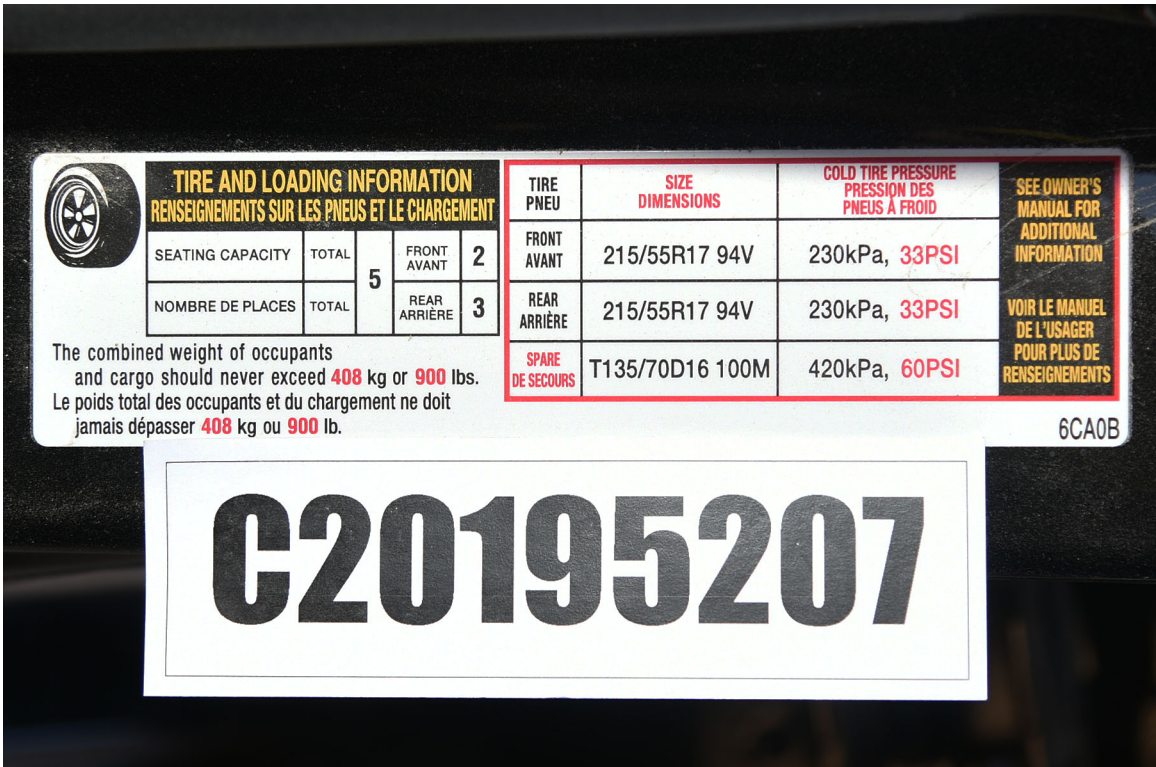 TIRE AND LOADING INFORMATION
RENSEIGNEMENTS SUR LES PNEUS ET LE CHARGEMENT
SEATING CAPACITY TOTAL 5 FRONT AVANT 2
NOMBRE DE PLACES TOTAL REAR ARRIÈRE 3
The combined weight of occupants
and cargo should never exceed 408 kg or 900 lbs.
Le poids total des occupants et du chargement ne doit
jamais dépasser 408 kg ou 900 lb.
TIRE PNEU SIZE DIMENSIONS COLD TIRE PRESSURE PRESSION DES PNEUS À FROID
FRONT AVANT 215/55R17 94V 230kPa, 33PSI
REAR ARRIÈRE 215/55R17 94V 230kPa, 33PSI
SPARE DE SECOURS T135/70D16 100M 420kPa, 60PSI
SEE OWNER'S
MANUAL FOR
ADDITIONAL
INFORMATION
VOIR LE MANUEL
DE L'USAGER
POUR PLUS DE
RENSEIGNEMENTS
6CA0B
C20195207